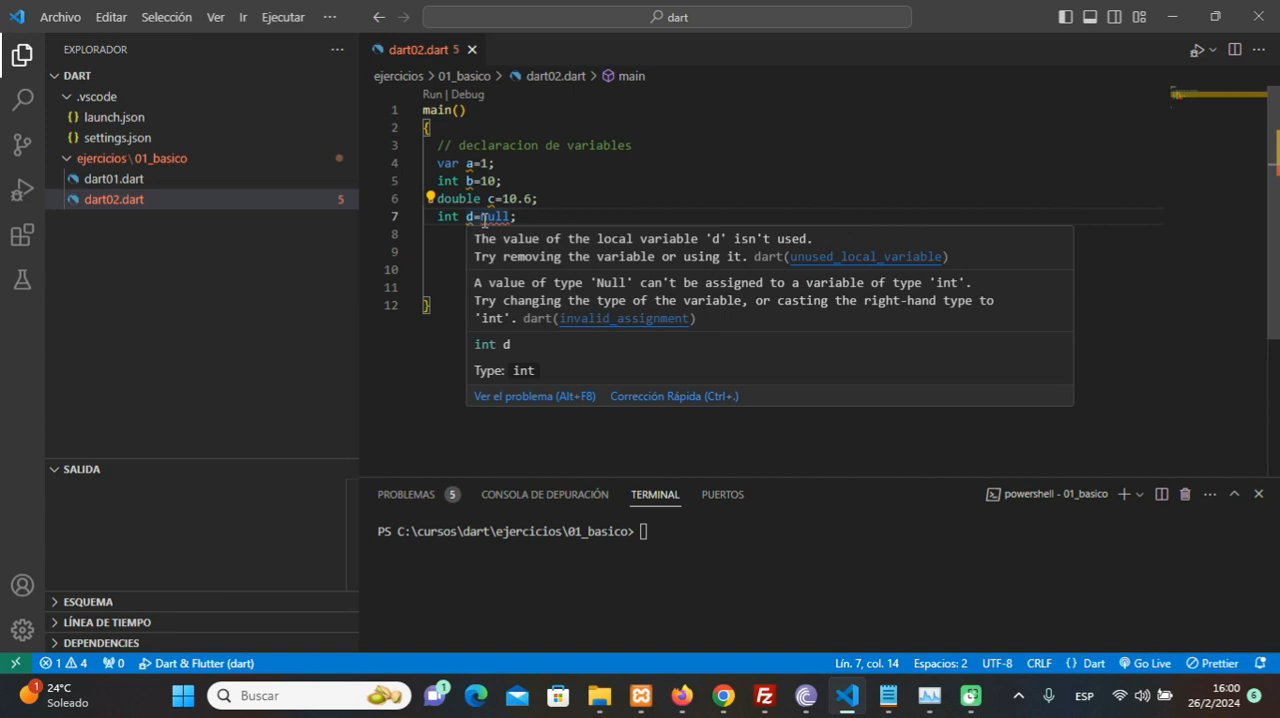 Archivo Editar Selección Ver Ir Ejecutar ··· dart
EXPLORADOR ···
DART
.vscode
{} launch.json
{} settings.json
ejercicios \ 01_basico
dart01.dart
dart02.dart 5
SALIDA
ESQUEMA
LÍNEA DE TIEMPO
DEPENDENCIES
dart02.dart 5
ejercicios > 01_basico > dart02.dart > main
Run | Debug
1 main()
2 {
3 // declaracion de variables
4 var a=1;
5 int b=10;
6 double c=10.6;
7 int d=null;
8
9
10
11
12 }
The value of the local variable 'd' isn't used.
Try removing the variable or using it. dart(unused_local_variable)
A value of type 'Null' can't be assigned to a variable of type 'int'.
Try changing the type of the variable, or casting the right-hand type to
'int'. dart(invalid_assignment)
int d
Type: int
Ver el problema (Alt+F8) Corrección Rápida (Ctrl+.)
PROBLEMAS 5 CONSOLA DE DEPURACIÓN TERMINAL PUERTOS powershell - 01_basico
PS C:\cursos\dart\ejercicios\01_basico>
1 4 0 Dart & Flutter (dart) Lín. 7, col. 14 Espacios: 2 UTF-8 CRLF {} Dart Go Live Prettier
1 24°C
Soleado
Buscar
1
ESP
16:00
26/2/2024
6